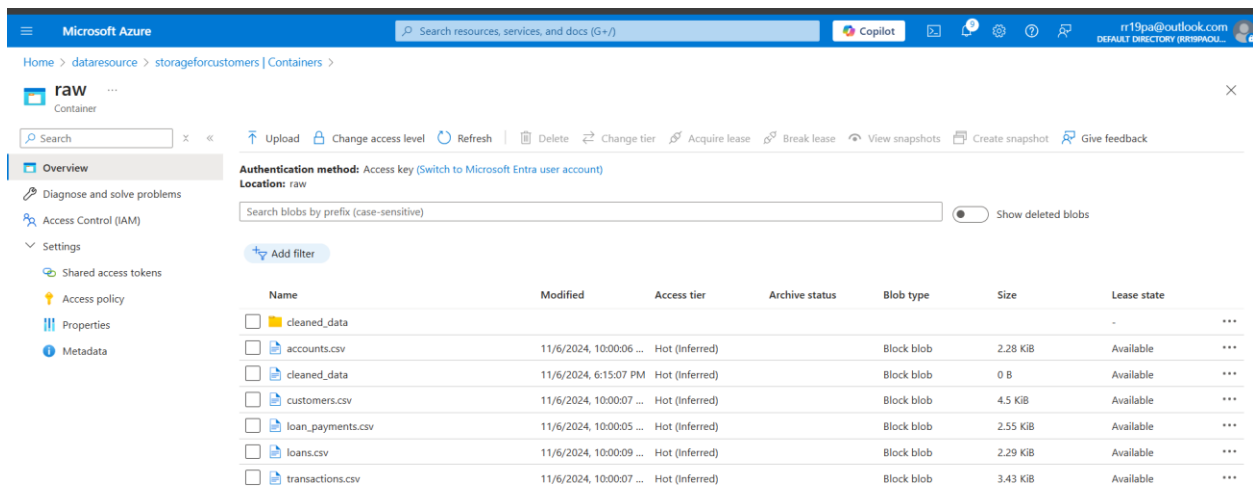 Microsoft Azure
Search resources, services, and docs (G+/)
Copilot
9
rr19pa@outlook.com
DEFAULT DIRECTORY (RR19PAOU...
Home > dataresource > storageforcustomers | Containers >
raw ...
Container
Search
Upload Change access level Refresh Delete Change tier Acquire lease Break lease View snapshots Create snapshot Give feedback
Overview
Diagnose and solve problems
Access Control (IAM)
Settings
Shared access tokens
Access policy
Properties
Metadata
Authentication method: Access key (Switch to Microsoft Entra user account)
Location: raw
Search blobs by prefix (case-sensitive)
Show deleted blobs
Add filter
Name Modified Access tier Archive status Blob type Size Lease state
cleaned_data - ...
accounts.csv 11/6/2024, 10:00:06 ... Hot (Inferred) Block blob 2.28 KiB Available ...
cleaned_data 11/6/2024, 6:15:07 PM Hot (Inferred) Block blob 0 B Available ...
customers.csv 11/6/2024, 10:00:07 ... Hot (Inferred) Block blob 4.5 KiB Available ...
loan_payments.csv 11/6/2024, 10:00:05 ... Hot (Inferred) Block blob 2.55 KiB Available ...
loans.csv 11/6/2024, 10:00:09 ... Hot (Inferred) Block blob 2.29 KiB Available ...
transactions.csv 11/6/2024, 10:00:07 ... Hot (Inferred) Block blob 3.43 KiB Available ...